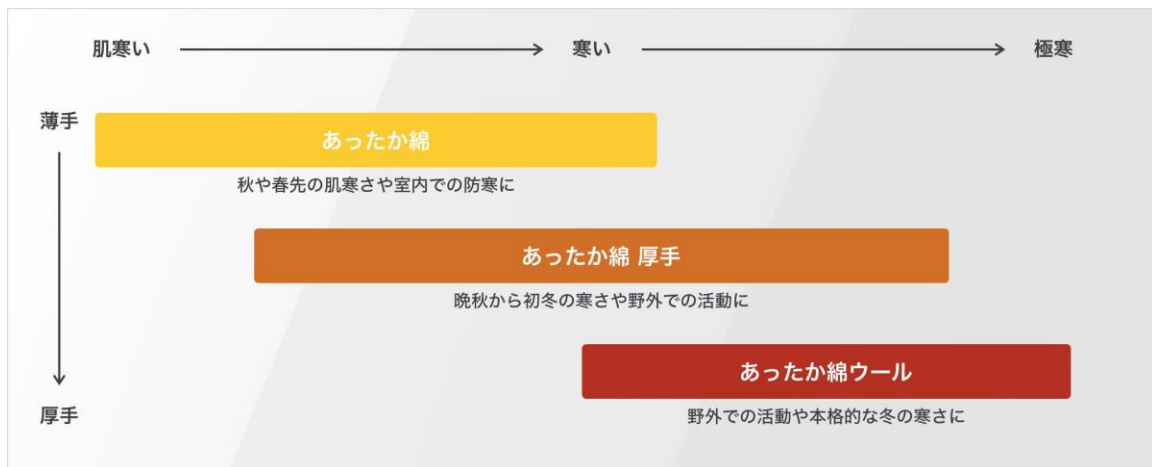 肌寒い
寒い
極寒
薄手
あったか綿
秋や春先の肌寒さや室内での防寒に
あったか綿 厚手
晩秋から初冬の寒さや野外での活動に
あったか綿ウール
厚手
野外での活動や本格的な冬の寒さに